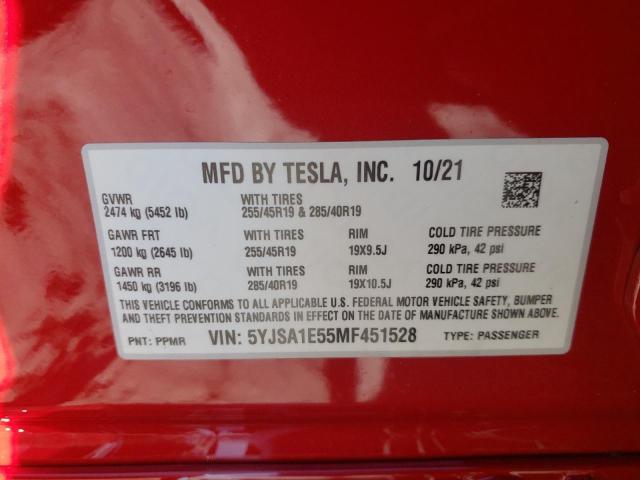 MFD BY TESLA, INC. 10/21
GVWR WITH TIRES
2474 kg (5452 lb) 255/45R19 & 285/40R19
GAWR FRT WITH TIRES RIM COLD TIRE PRESSURE
1200 kg (2645 lb) 255/45R19 19X9.5J 290 kPa, 42 psi
GAWR RR WITH TIRES RIM COLD TIRE PRESSURE
1450 kg (3196 lb) 285/40R19 19X10.5J 290 kPa, 42 psi
THIS VEHICLE CONFORMS TO ALL APPLICABLE U.S. FEDERAL MOTOR VEHICLE SAFETY, BUMPER
AND THEFT PREVENTION STANDARDS IN EFFECT ON THE DATE OF MANUFACTURE SHOWN ABOVE.
PNT: PPMR VIN: 5YJSA1E55MF451528 TYPE: PASSENGER